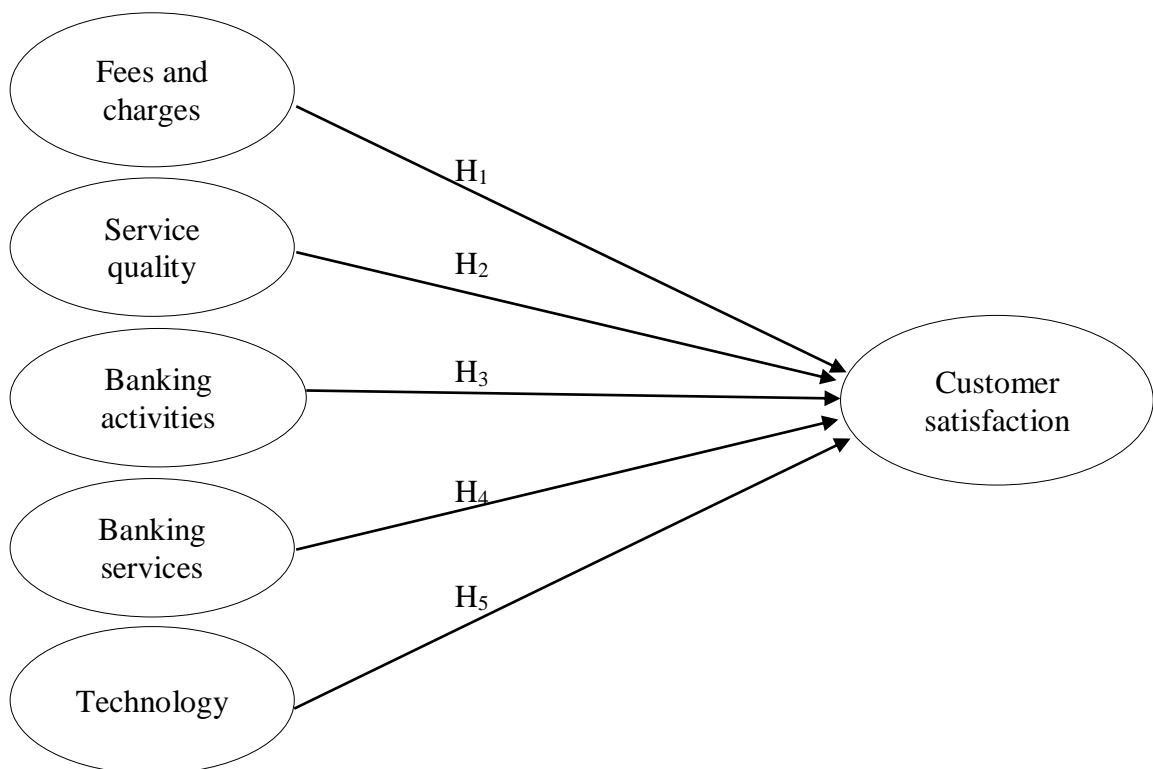 Fees and
charges
H₁
Service
quality
H₂
Banking
activities
H₃
Customer
satisfaction
Banking
services
H₄
Technology
H₅